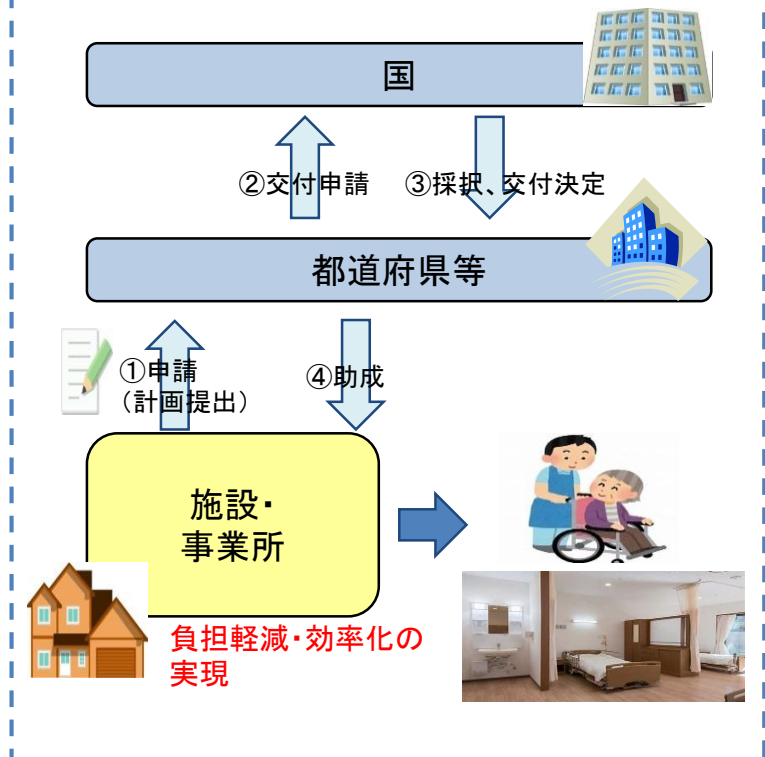 国
②交付申請
③採択、交付決定
都道府県等
①申請
（計画提出）
④助成
施設・
事業所
負担軽減・効率化の
実現